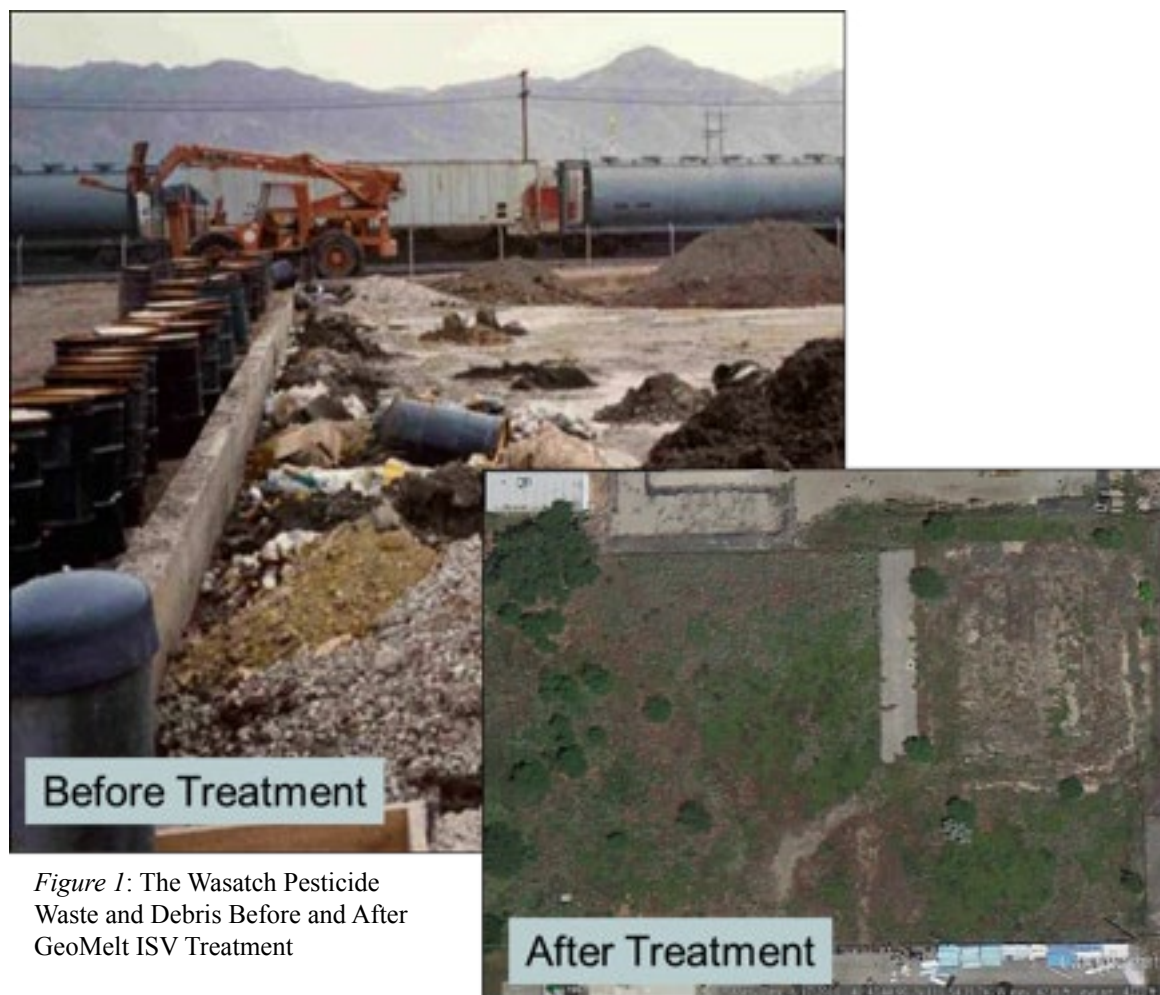 Before Treatment
Figure 1: The Wasatch Pesticide
Waste and Debris Before and After
GeoMelt ISV Treatment
After Treatment